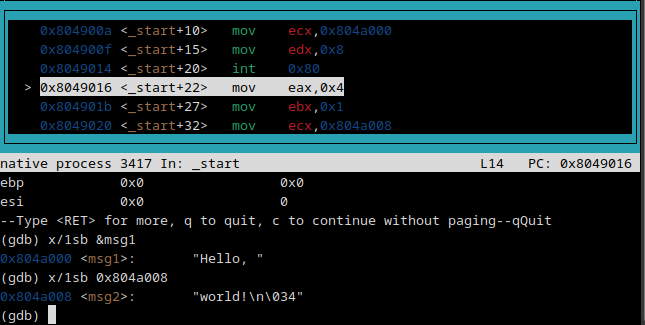 0x804900a <_start+10> mov ecx,0x804a000
0x804900f <_start+15> mov edx,0x8
0x8049014 <_start+20> int 0x80
> 0x8049016 <_start+22> mov eax,0x4
0x804901b <_start+27> mov ebx,0x1
0x8049020 <_start+32> mov ecx,0x804a008
native process 3417 In: _start L14 PC: 0x8049016
ebp 0x0 0x0
esi 0x0 0
--Type <RET> for more, q to quit, c to continue without paging--qQuit
(gdb) x/1sb &msg1
0x804a000 <msg1>: "Hello, "
(gdb) x/1sb 0x804a008
0x804a008 <msg2>: "world!\n\034"
(gdb)